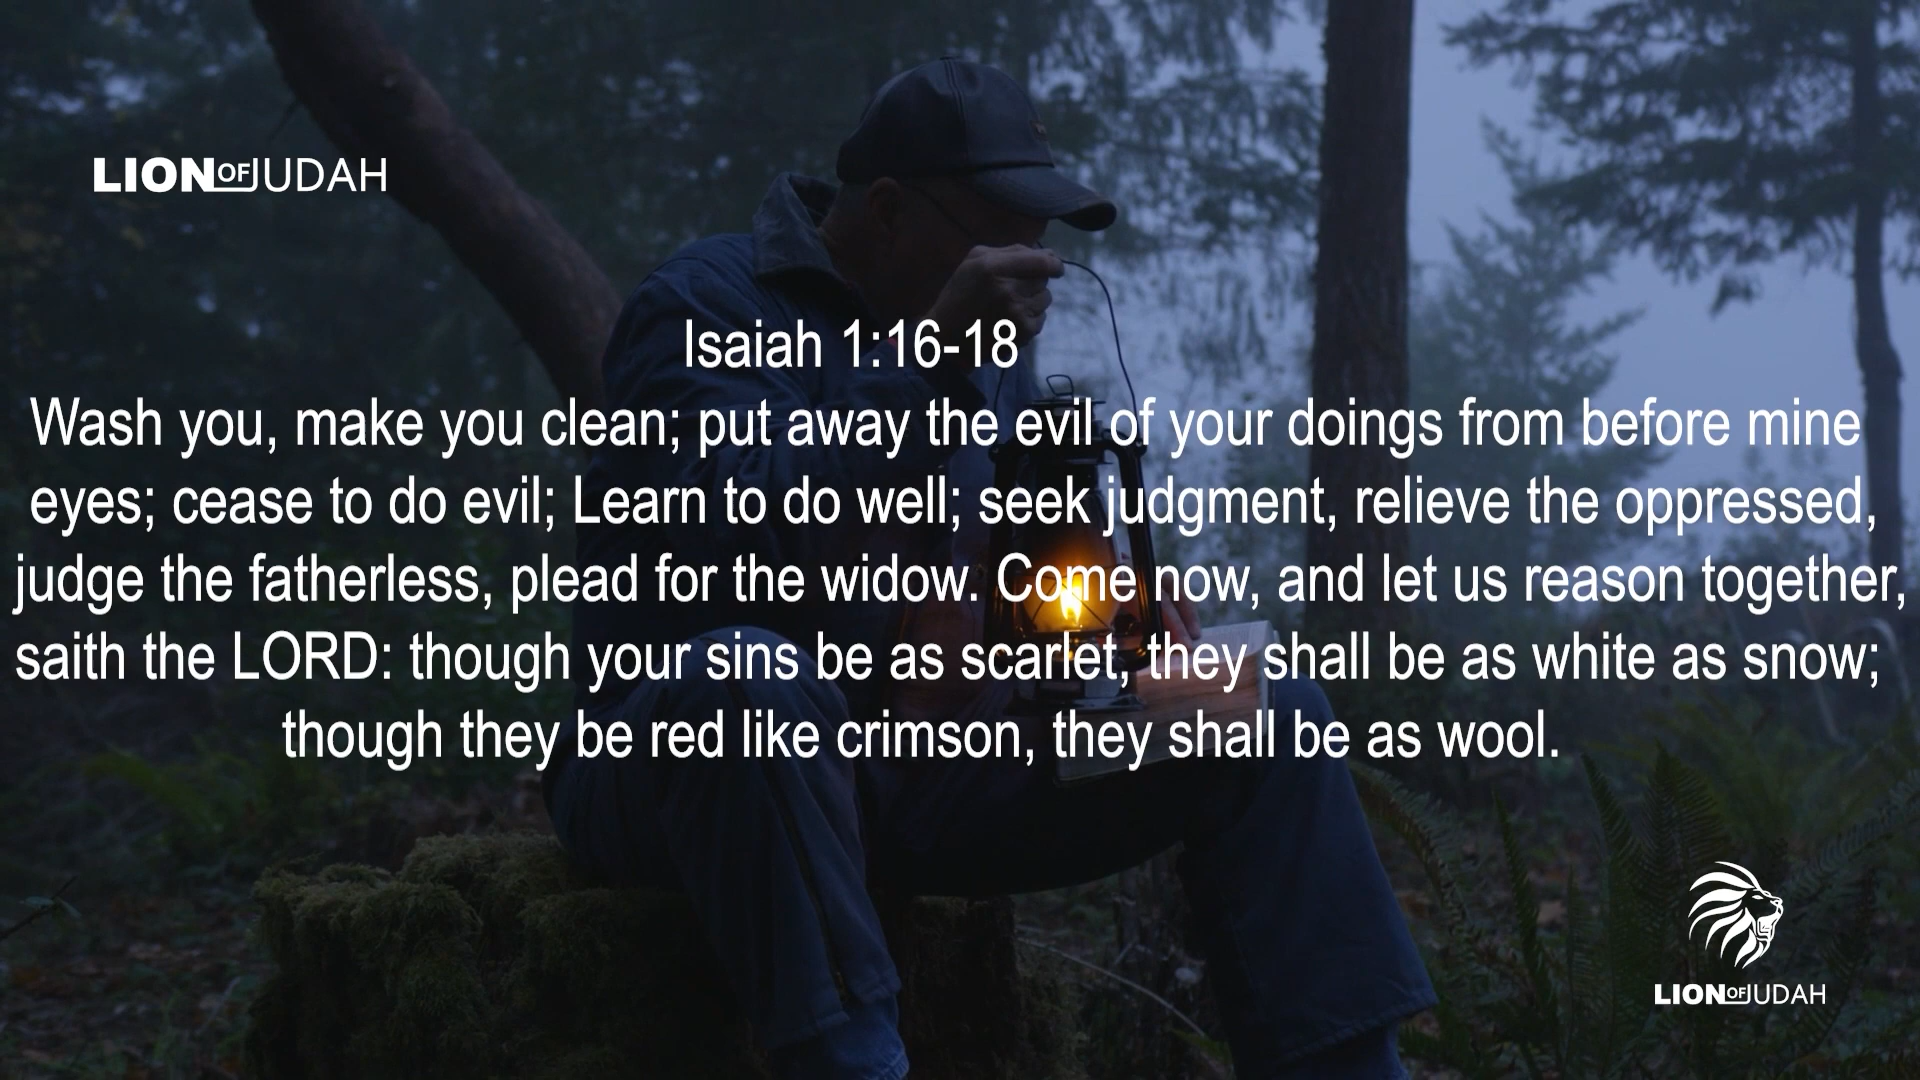 LION OF JUDAH
Isaiah 1:16-18
Wash you, make you clean; put away the evil of your doings from before mine
eyes; cease to do evil; Learn to do well; seek judgment, relieve the oppressed,
judge the fatherless, plead for the widow. Come now, and let us reason together,
saith the LORD: though your sins be as scarlet, they shall be as white as snow;
though they be red like crimson, they shall be as wool.
LION OF JUDAH